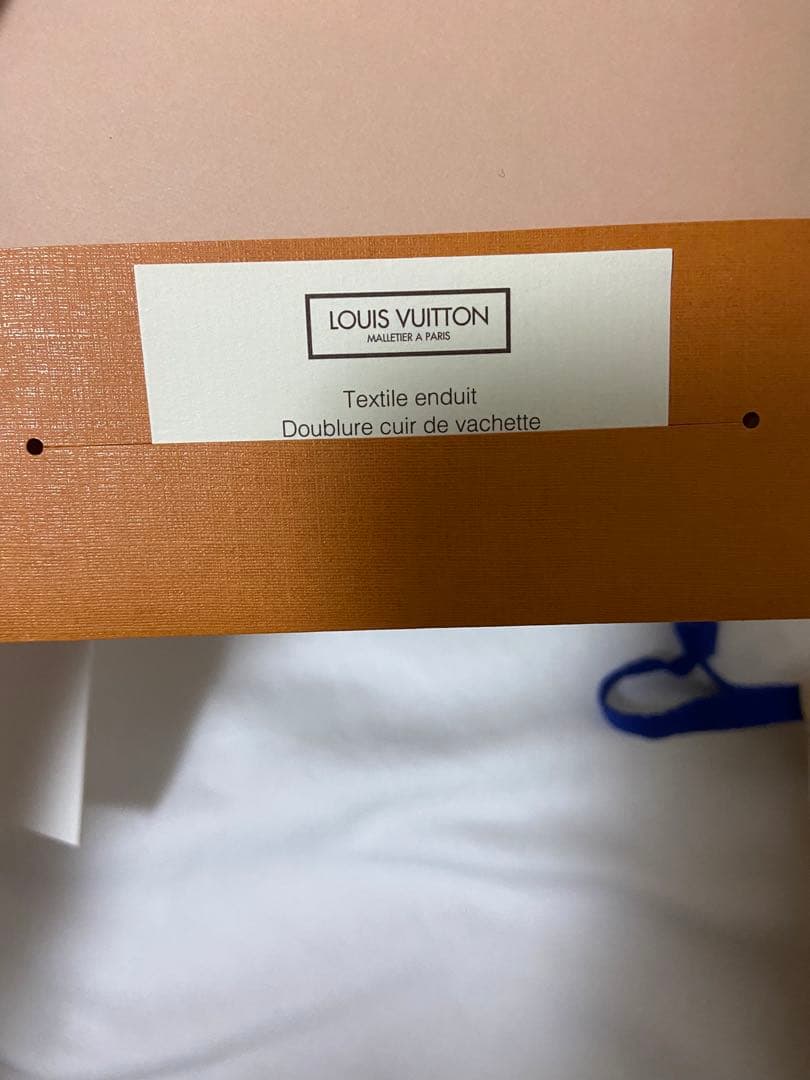 LOUIS VUITTON
MALLETIER A PARIS
Textile enduit
Doublure cuir de vachette